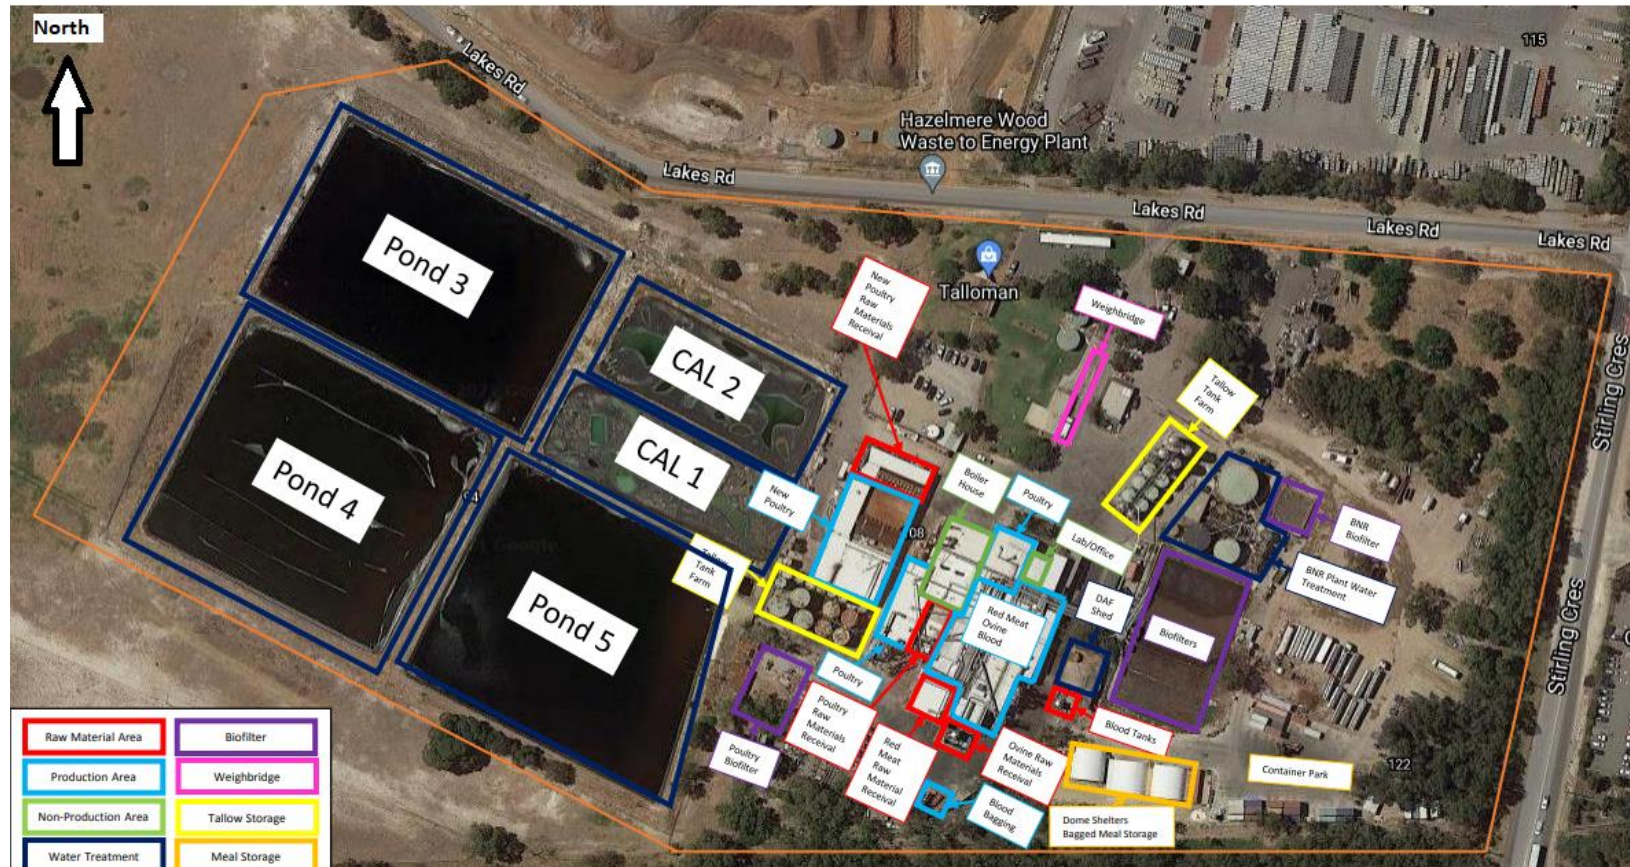 North
Lakes Rd
115
Hazelmere Wood
Waste to Energy Plant
Lakes Rd
Lakes Rd
Lakes Rd
Lakes Rd
Talloman
New
Poultry
Raw
Materials
Receival
Weighbridge
Tallow
Tank
Farm
Stirling Cres
Pond 3
CAL 2
CAL 1
Pond 4
94
Pond 5
New
Poultry
Boiler
House
Poultry
Lab/Office
08
BNR
Biofilter
BNR Plant Water
Treatment
Tallow
Tank
Farm
DAF
Shed
Red Meat
Ovine
Blood
Biofilters
Stirling Cres
Poultry
Poultry
Raw
Materials
Receival
Red
Meat
Raw
Material
Receival
Ovine Raw
Materials
Receival
Blood Tanks
Poultry
Biofilter
Blood
Bagging
Dome Shelters
Bagged Meal Storage
Container Park
122
Raw Material Area
Biofilter
Production Area
Weighbridge
Non-Production Area
Tallow Storage
Water Treatment
Meal Storage